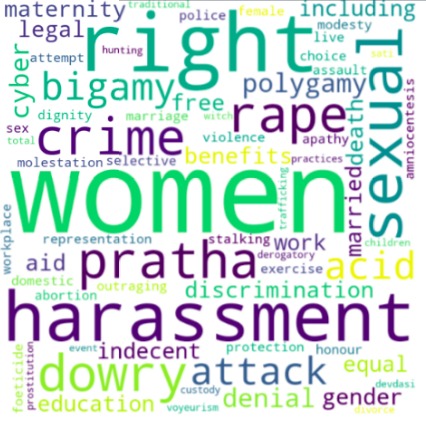 traditional
maternity police female including
legal right modesty
hunting live
attempt choice
cyber bigamy polygamy assault
dignity free sexual
sex crime marriage witch rape death sati
total violence apathy amniocentesis
molestation selective benefits practices married
women trafficking
workplace representation stalking work children
aid pratha derogatory acid
domestic exercise
abortion outraging discrimination
harassment
event indecent protection honour
foeticide dowry attack equal
prostitution custody devdasi
education voyeurism denial gender
divorce